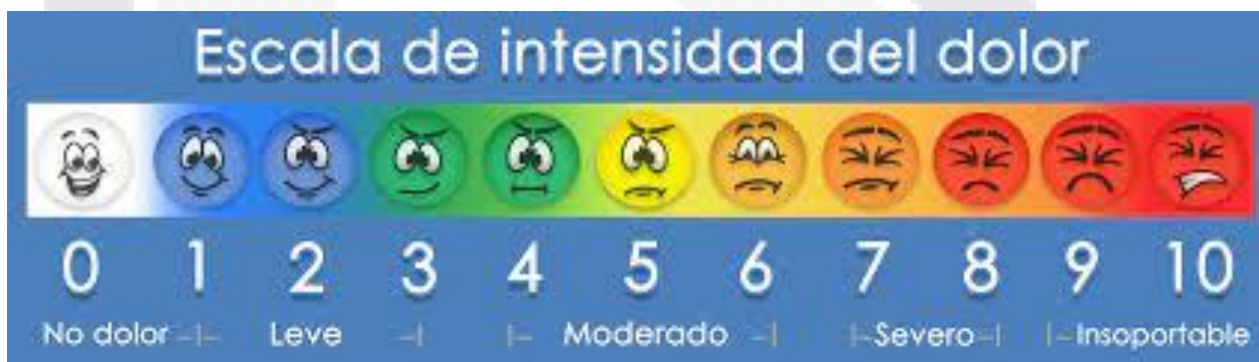 Escala de intensidad del dolor
0 1 2 3 4 5 6 7 8 9 10
No dolor -|- Leve -| |- Moderado -| |-Severo-| |-Insoportable